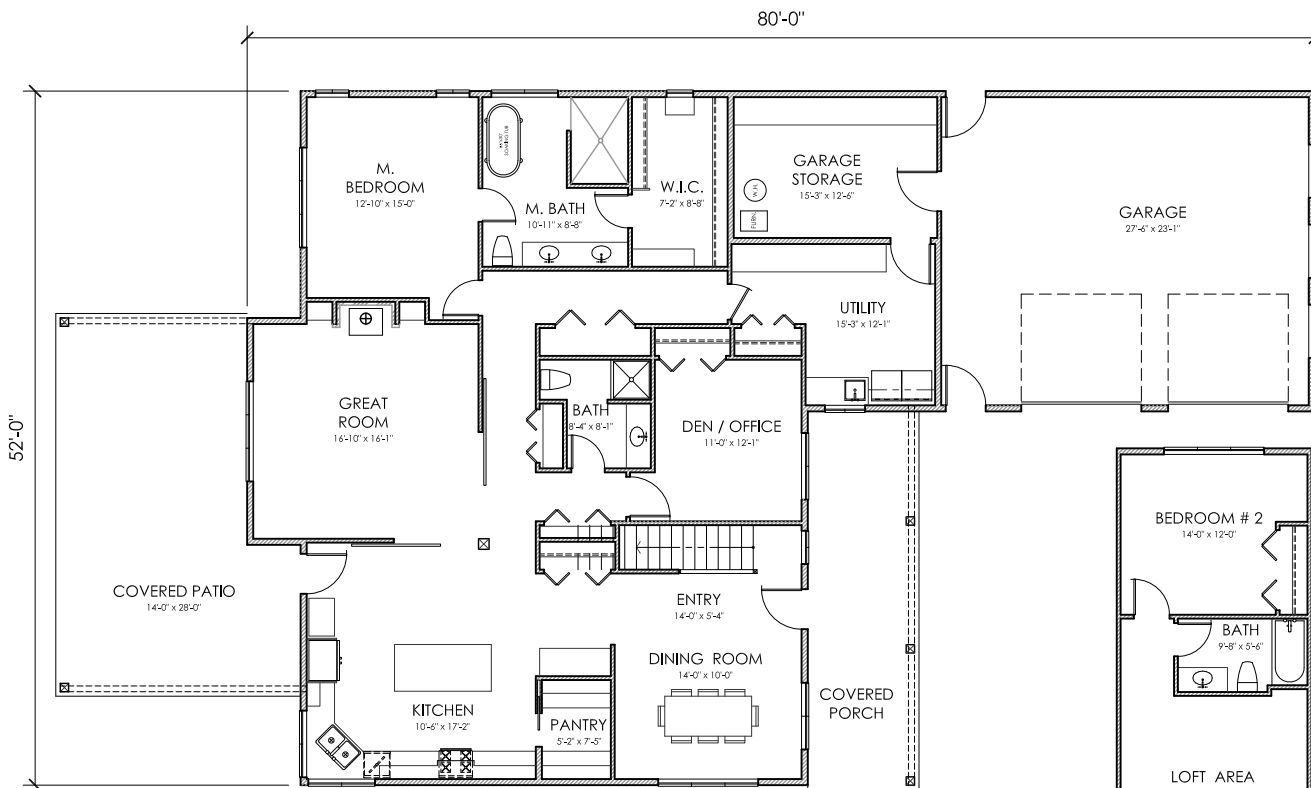 80'-0"
52'-0"
M.
BEDROOM
12'-10" x 15'-0"
SOAKING TUB
M. BATH
10'-11" x 8'-8"
W.I.C.
7'-2" x 8'-8"
GARAGE
STORAGE
15'-3" x 12'-6"
W.H.
FURN.
GARAGE
27'-6" x 23'-1"
UTILITY
15'-3" x 12'-1"
GREAT
ROOM
16'-10" x 16'-1"
BATH
8'-4" x 8'-1"
DEN / OFFICE
11'-0" x 12'-1"
BEDROOM # 2
14'-0" x 12'-0"
COVERED PATIO
14'-0" x 28'-0"
ENTRY
14'-0" x 5'-4"
BATH
9'-8" x 5'-6"
DINING ROOM
14'-0" x 10'-0"
KITCHEN
10'-6" x 17'-2"
PANTRY
5'-2" x 7'-5"
COVERED
PORCH
LOFT AREA